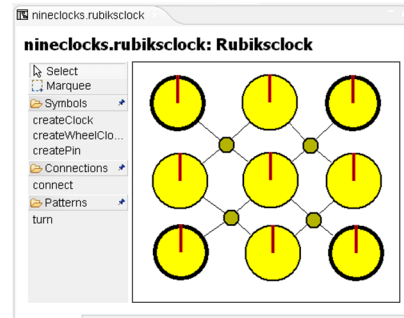 nineclocks.rubiksclock
nineclocks.rubiksclock: Rubiksclock
Select
Marquee
Symbols
createClock
createWheelClo...
createPin
Connections
connect
Patterns
turn